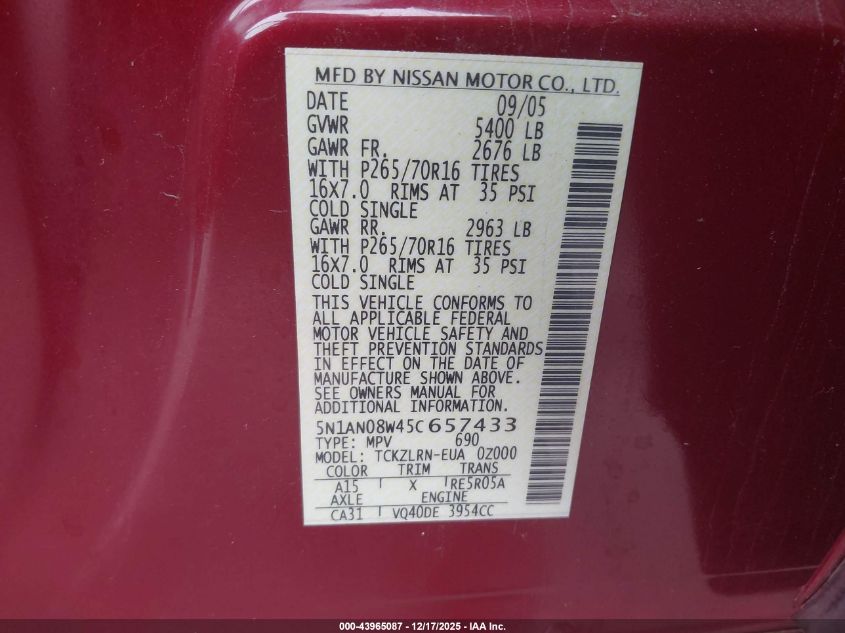 MFD BY NISSAN MOTOR CO., LTD.
DATE 09/05
GVWR 5400 LB
GAWR FR. 2676 LB
WITH P265/70R16 TIRES
16X7.0 RIMS AT 35 PSI
COLD SINGLE
GAWR RR. 2963 LB
WITH P265/70R16 TIRES
16X7.0 RIMS AT 35 PSI
COLD SINGLE
THIS VEHICLE CONFORMS TO
ALL APPLICABLE FEDERAL
MOTOR VEHICLE SAFETY AND
THEFT PREVENTION STANDARDS
IN EFFECT ON THE DATE OF
MANUFACTURE SHOWN ABOVE.
SEE OWNERS MANUAL FOR
ADDITIONAL INFORMATION.
5N1AN08W45C657433
TYPE: MPV 690
MODEL: TCKZLRN-EUA 0Z000
COLOR TRIM TRANS
A15 X RE5R05A
AXLE ENGINE
CA31 VQ40DE 3954CC
000-43965087 - 12/17/2025 - IAA Inc.